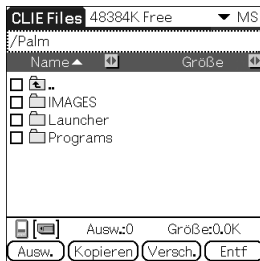 CLIE Files 48384K Free MS
/Palm
Name Größe
..
IMAGES
Launcher
Programs
Ausw.:0 Größe:0.0K
Ausw. Kopieren Versch. Entf